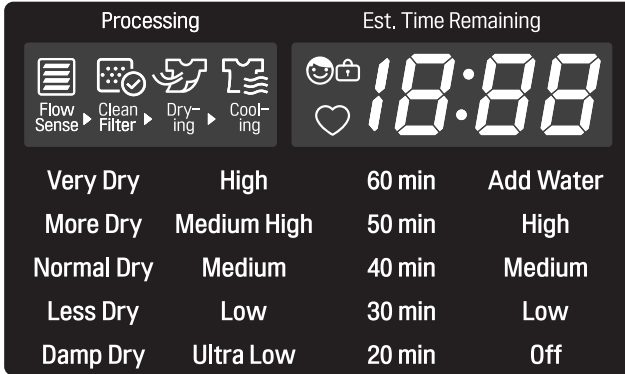 Processing Est. Time Remaining
Flow Sense Clean Filter Dry-ing Cool-ing
18:88
Very Dry High 60 min Add Water
More Dry Medium High 50 min High
Normal Dry Medium 40 min Medium
Less Dry Low 30 min Low
Damp Dry Ultra Low 20 min Off